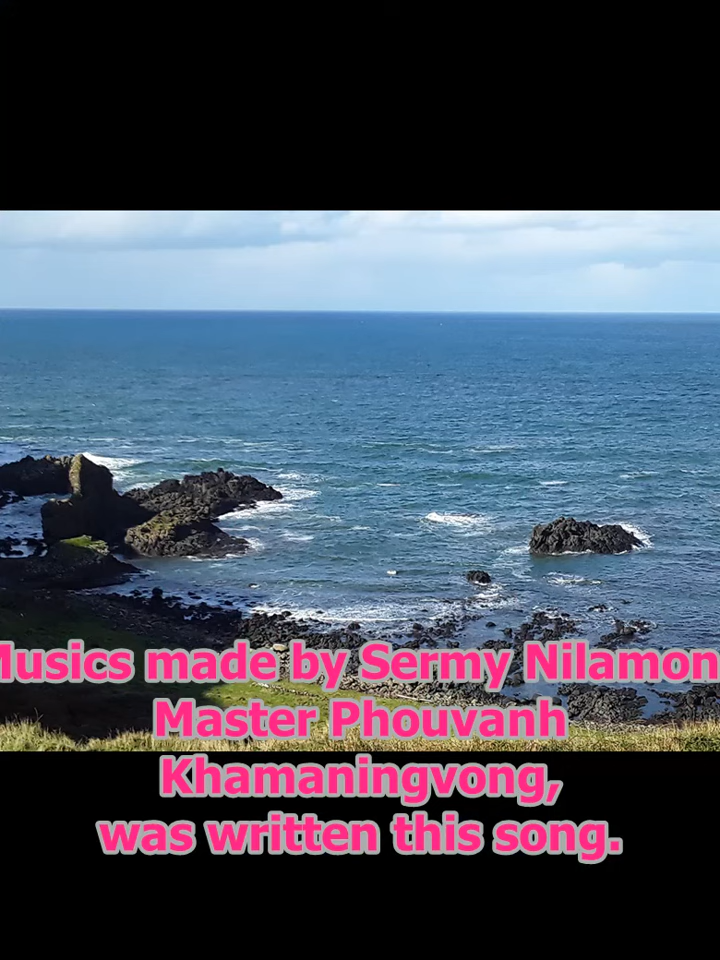 Musics made by Sermy Nilamon
Master Phouvanh
Khamaningvong,
was written this song.